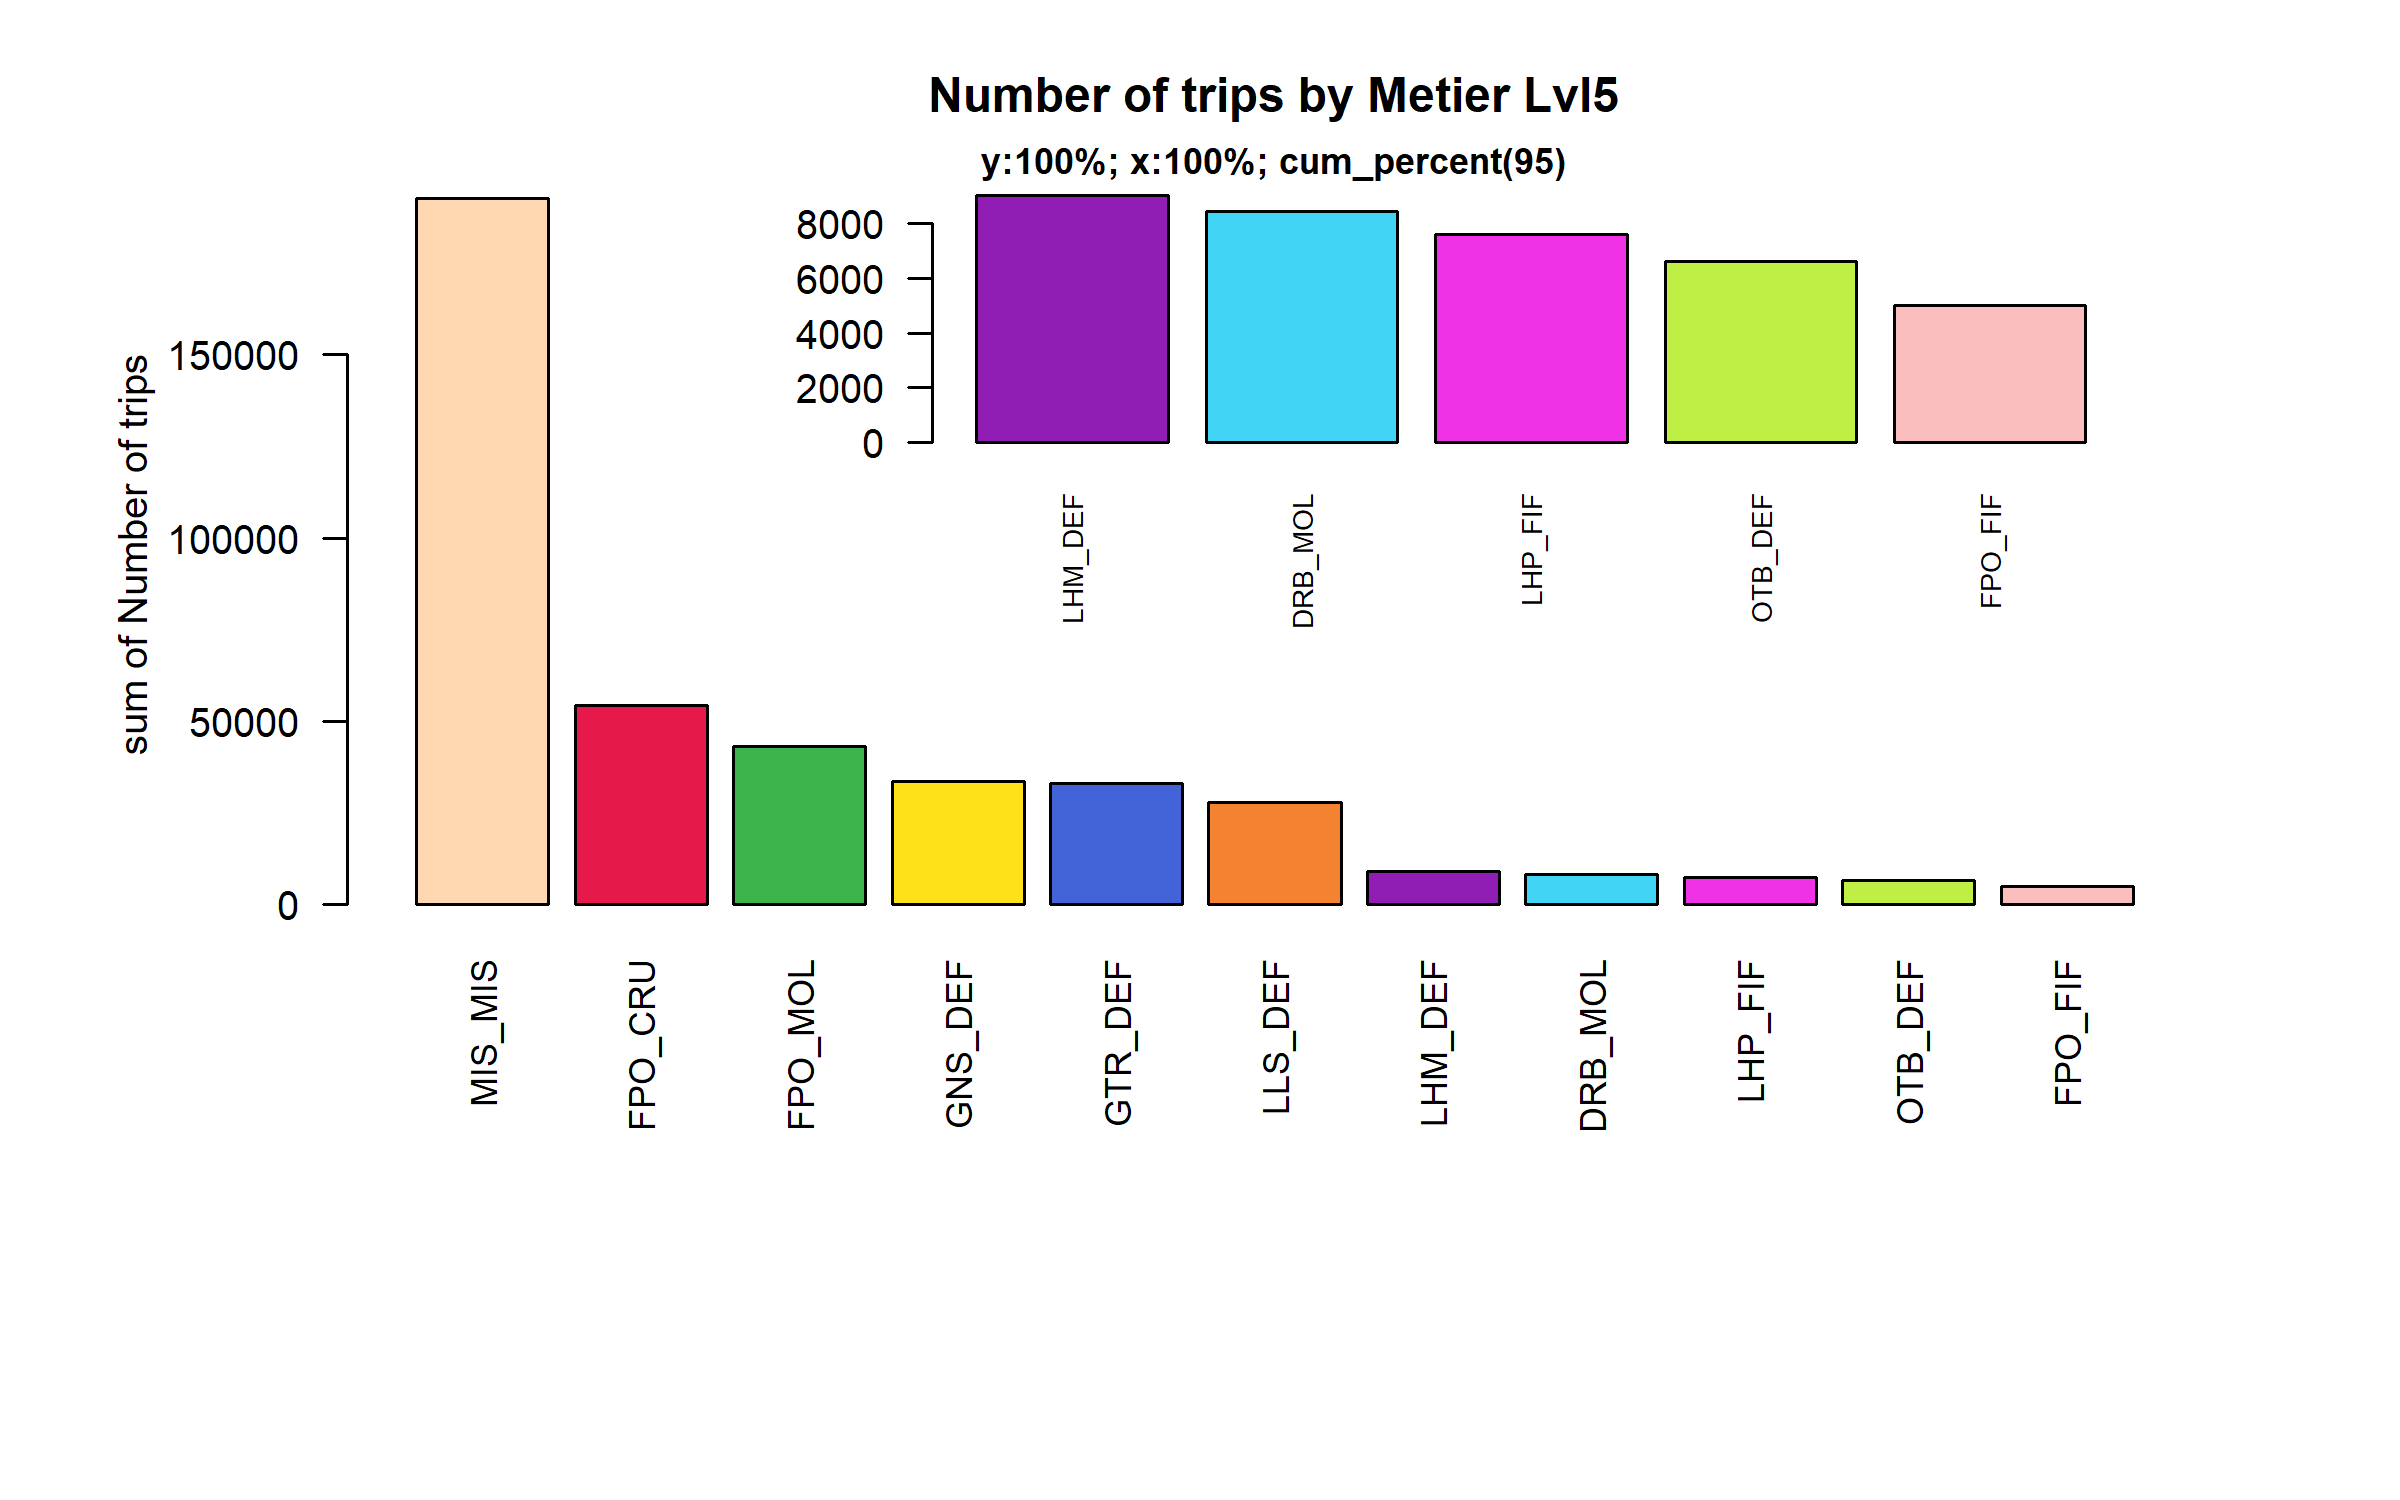 Number of trips by Metier Lvl5
y:100%; x:100%; cum_percent(95)
8000
6000
4000
2000
0
LHM_DEF
DRB_MOL
LHP_FIF
OTB_DEF
FPO_FIF
sum of Number of trips
150000
100000
50000
0
MIS_MIS
FPO_CRU
FPO_MOL
GNS_DEF
GTR_DEF
LLS_DEF
LHM_DEF
DRB_MOL
LHP_FIF
OTB_DEF
FPO_FIF